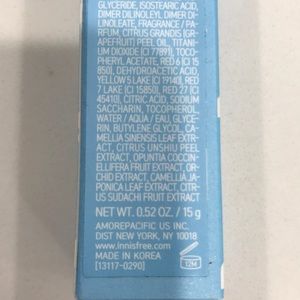 GLYCERIDE, ISOSTEARIC ACID,
DIMER DILINOLEYL DIMER DI-
LINOLEATE, FRAGRANCE / PA-
RFUM, CITRUS GRANDIS (GR-
APEFRUIT) PEEL OIL, TITANI-
UM DIOXIDE (CI 77891), TOCO-
PHERYL ACETATE, RED 6 (CI 15
850), DEHYDROACETIC ACID,
YELLOW 5 LAKE (CI 19140), RED
7 LAKE (CI 15850), RED 27 (CI
45410), CITRIC ACID, SODIUM
SACCHARIN, TOCOPHEROL,
WATER / AQUA / EAU, GLYCE-
RIN, BUTYLENE GLYCOL, CA-
MELLIA SINENSIS LEAF EXTR-
ACT, CITRUS UNSHIU PEEL
EXTRACT, OPUNTIA COCCIN-
ELLIFERA FRUIT EXTRACT, OR-
CHID EXTRACT, CAMELLIA JA-
PONICA LEAF EXTRACT, CITR-
US SUDACHI FRUIT EXTRACT
NET WT. 0.52 OZ. / 15 g
AMOREPACIFIC US INC.
DIST NEW YORK, NY 10018
www.innisfree.com
MADE IN KOREA
[13117-0290]
12M